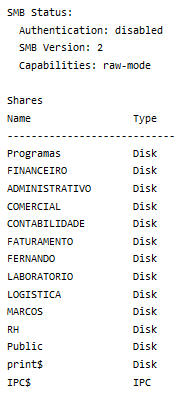 SMB Status:
Authentication: disabled
SMB Version: 2
Capabilities: raw-mode
Shares
Name Type
----------------------------
Programas Disk
FINANCEIRO Disk
ADMINISTRATIVO Disk
COMERCIAL Disk
CONTABILIDADE Disk
FATURAMENTO Disk
FERNANDO Disk
LABORATORIO Disk
LOGISTICA Disk
MARCOS Disk
RH Disk
Public Disk
print$ Disk
IPC$ IPC